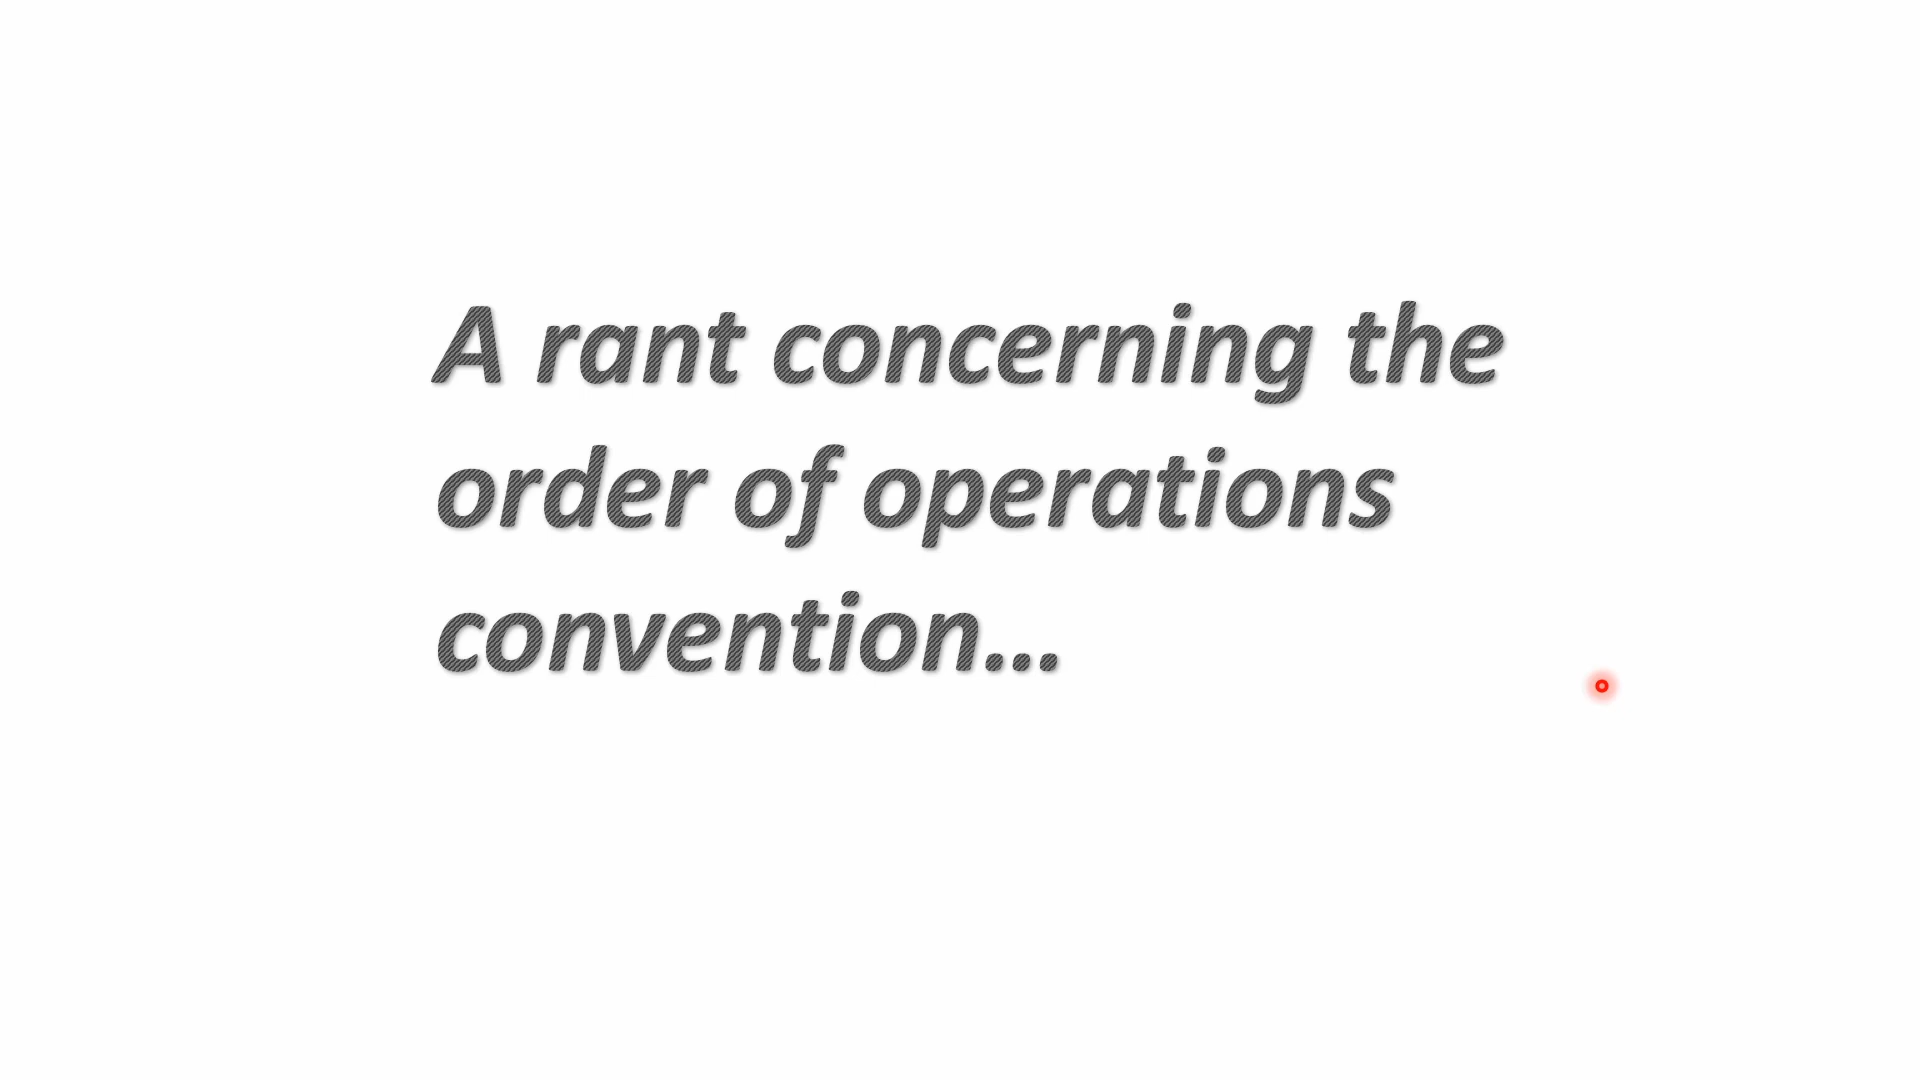 A rant concerning the
order of operations
convention...